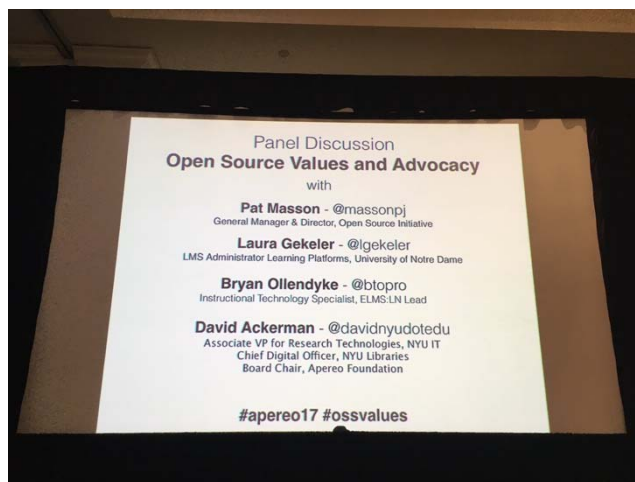 Panel Discussion
Open Source Values and Advocacy
with
Pat Masson - @massonpj
General Manager & Director, Open Source Initiative
Laura Gekeler - @lgekeler
LMS Administrator Learning Platforms, University of Notre Dame
Bryan Ollendyke - @btopro
Instructional Technology Specialist, ELMS:LN Lead
David Ackerman - @davidnyudotedu
Associate VP for Research Technologies, NYU IT
Chief Digital Officer, NYU Libraries
Board Chair, Apereo Foundation
#apereo17 #ossvalues